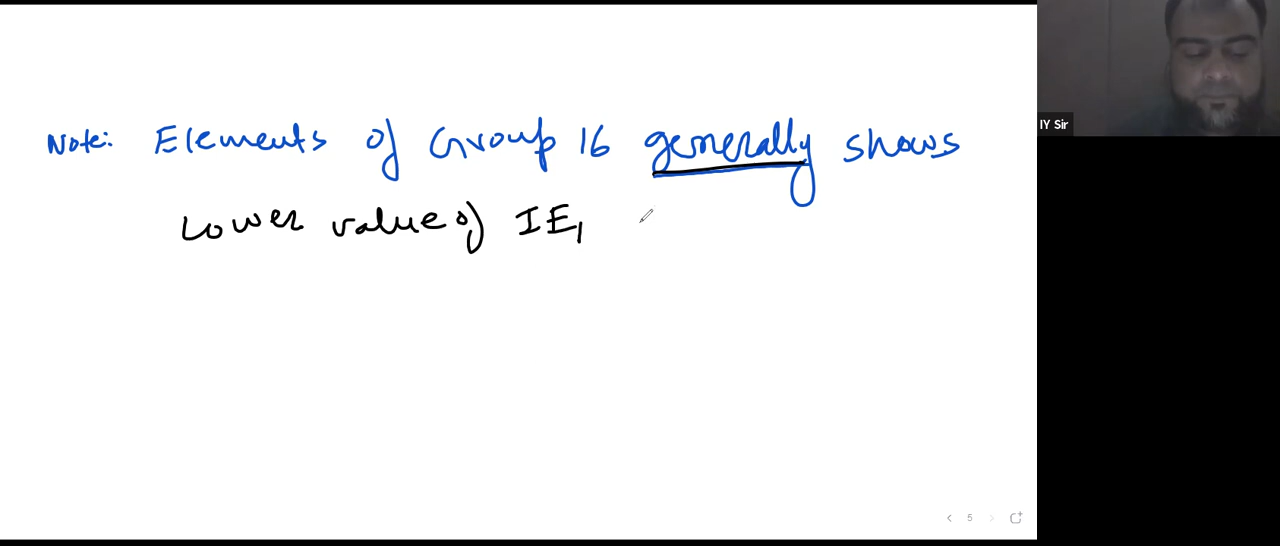 Note: Elements of Group 16 generally shows
Lower value of IE₁
IY Sir
5